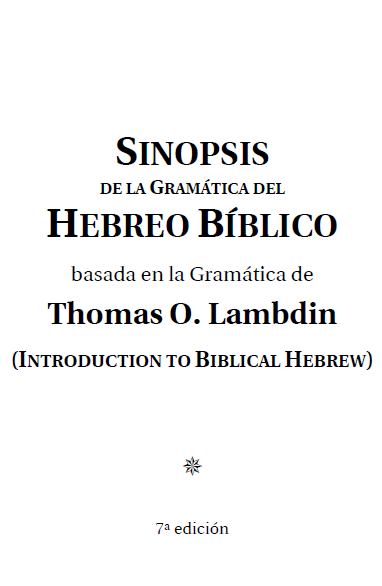 SINOPSIS
DE LA GRAMÁTICA DEL
HEBREO BÍBLICO
basada en la Gramática de
Thomas O. Lambdin
(INTRODUCTION TO BIBLICAL HEBREW)
7ª edición